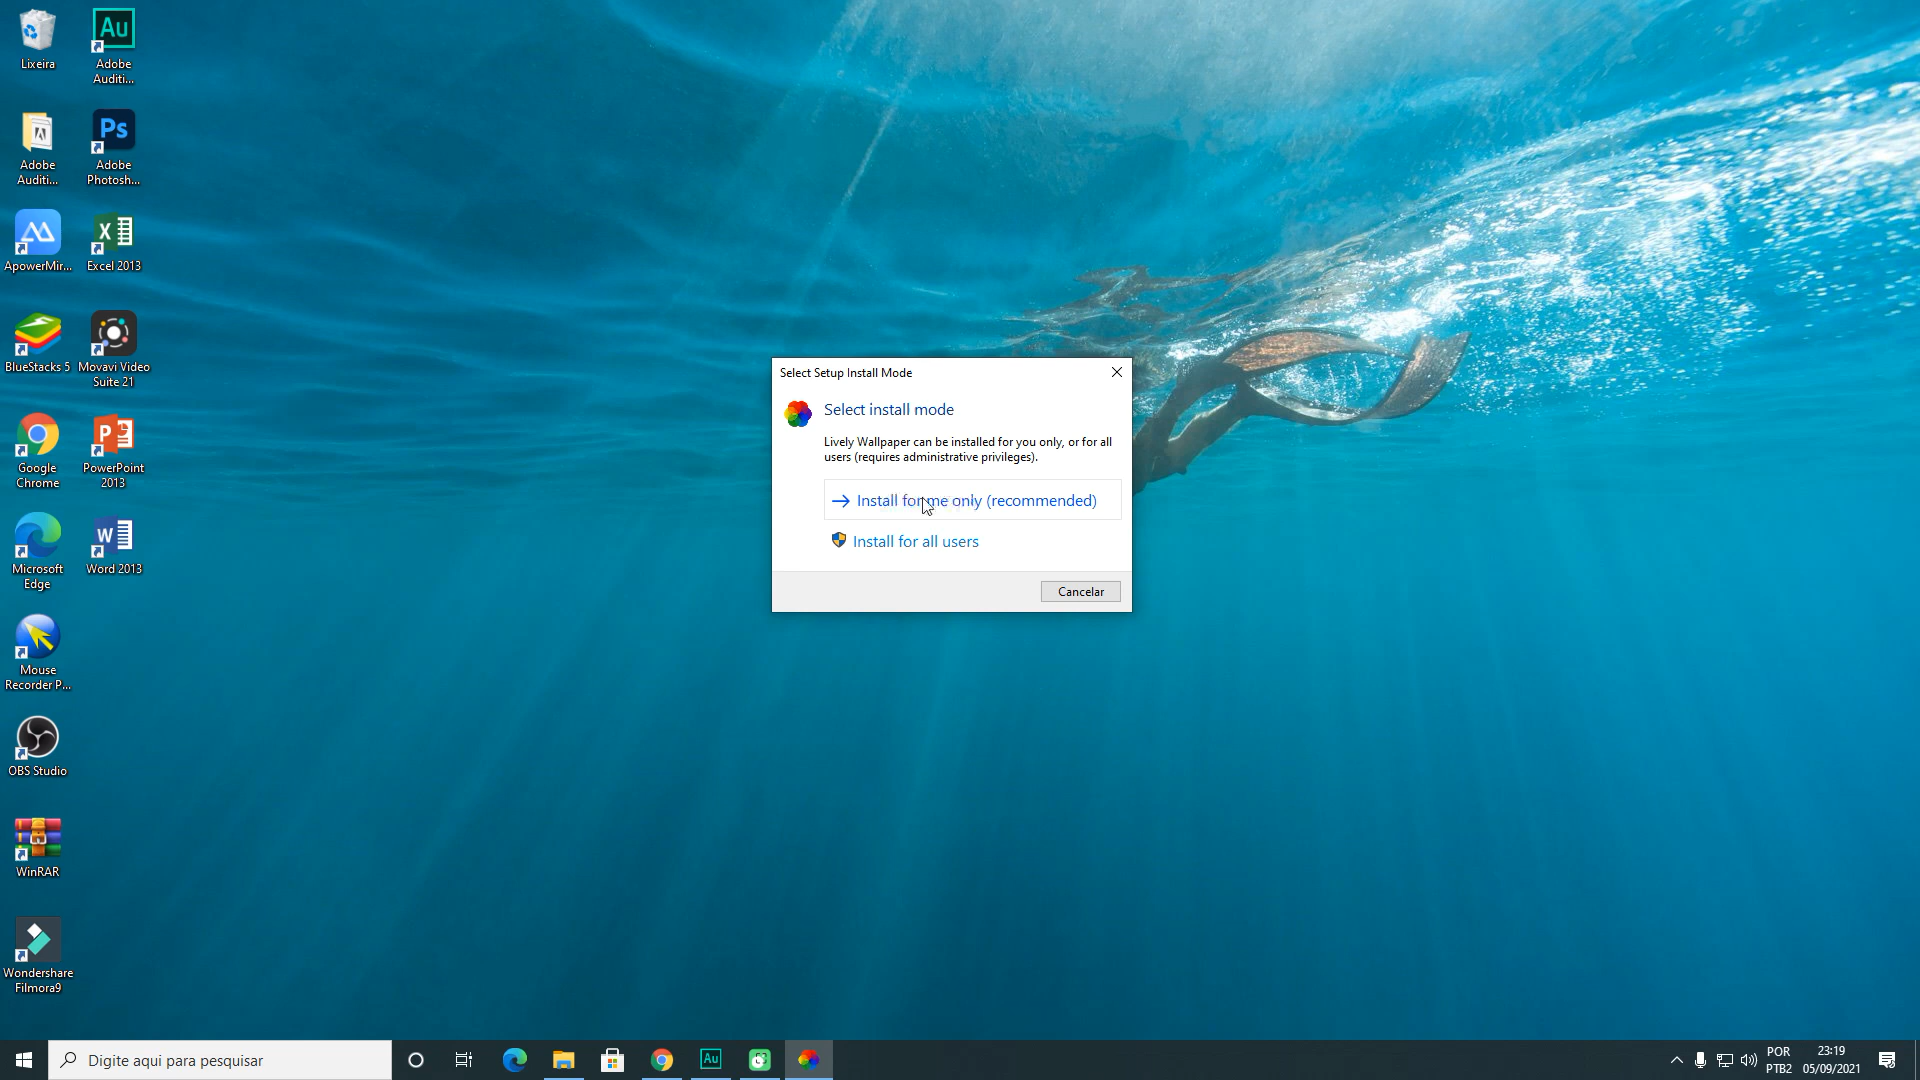 Lixeira
Au
Adobe
Auditi...
Adobe
Auditi...
Ps
Adobe
Photosh...
ApowerMir...
Excel 2013
BlueStacks 5
Movavi Video
Suite 21
Google
Chrome
PowerPoint
2013
Microsoft
Edge
Word 2013
Mouse
Recorder P...
OBS Studio
WinRAR
Wondershare
Filmora9
Select Setup Install Mode
Select install mode
Lively Wallpaper can be installed for you only, or for all
users (requires administrative privileges).
Install for me only (recommended)
Install for all users
Cancelar
Digite aqui para pesquisar
Au
POR
PTB2
23:19
05/09/2021